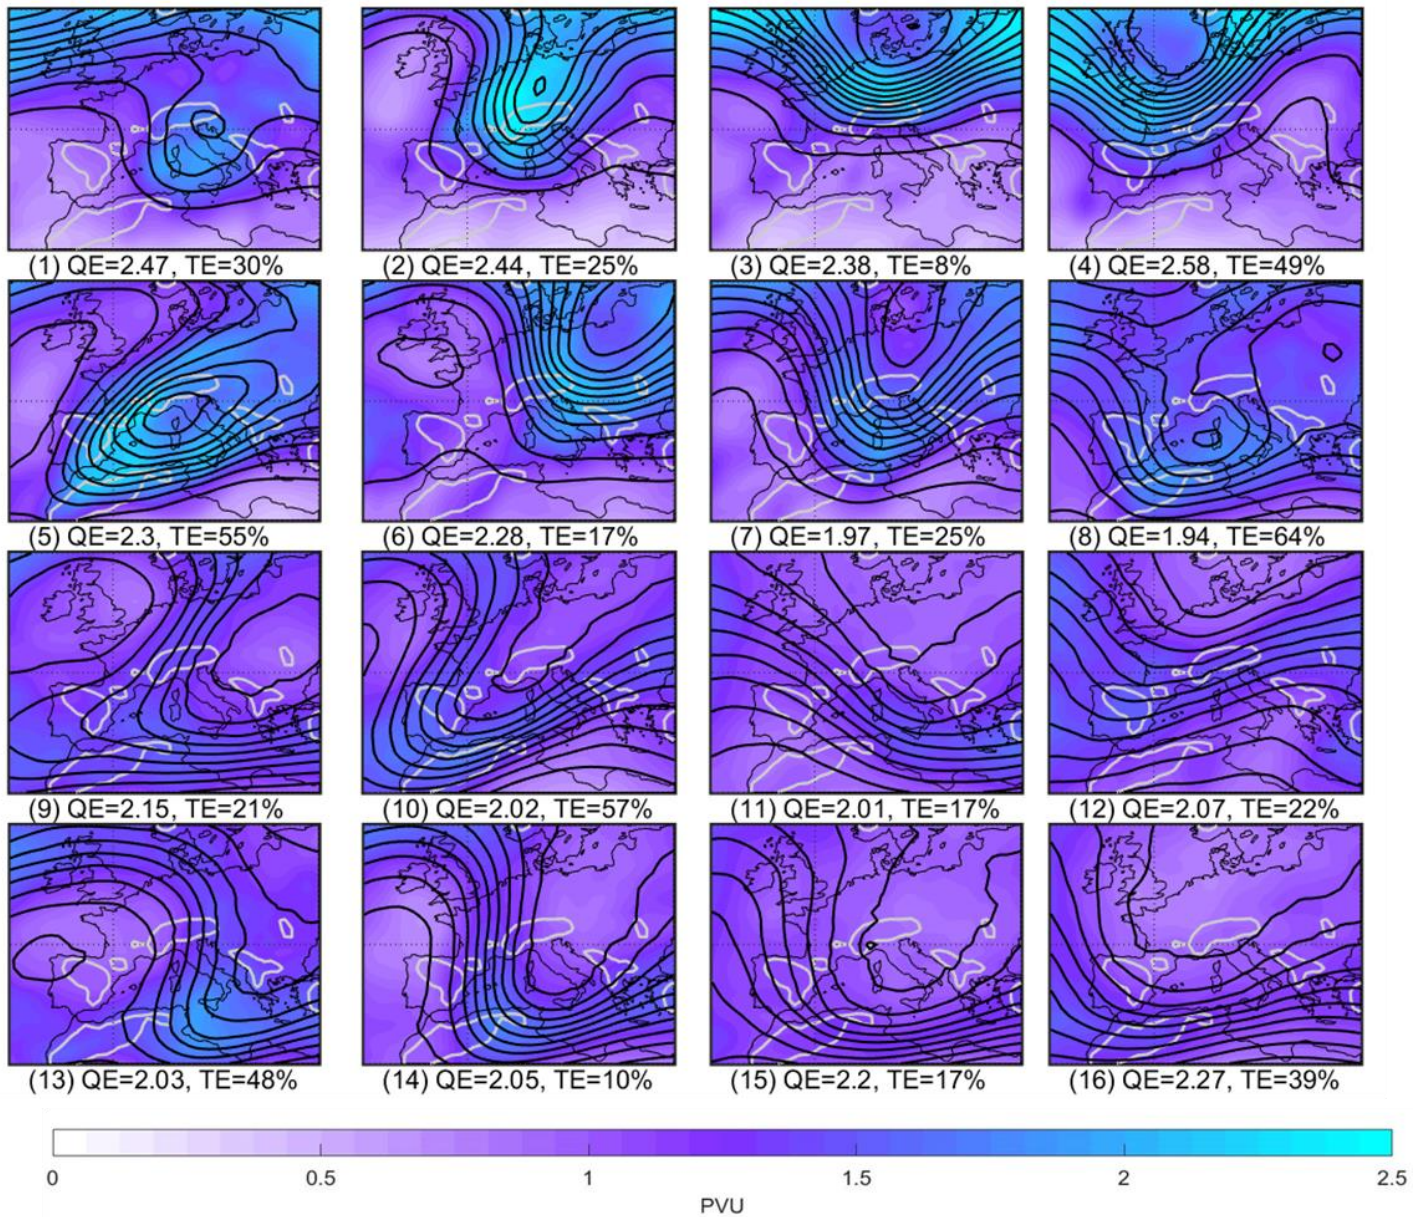 (1) QE=2.47, TE=30%
(2) QE=2.44, TE=25%
(3) QE=2.38, TE=8%
(4) QE=2.58, TE=49%
(5) QE=2.3, TE=55%
(6) QE=2.28, TE=17%
(7) QE=1.97, TE=25%
(8) QE=1.94, TE=64%
(9) QE=2.15, TE=21%
(10) QE=2.02, TE=57%
(11) QE=2.01, TE=17%
(12) QE=2.07, TE=22%
(13) QE=2.03, TE=48%
(14) QE=2.05, TE=10%
(15) QE=2.2, TE=17%
(16) QE=2.27, TE=39%
0 0.5 1 1.5 2 2.5
PVU